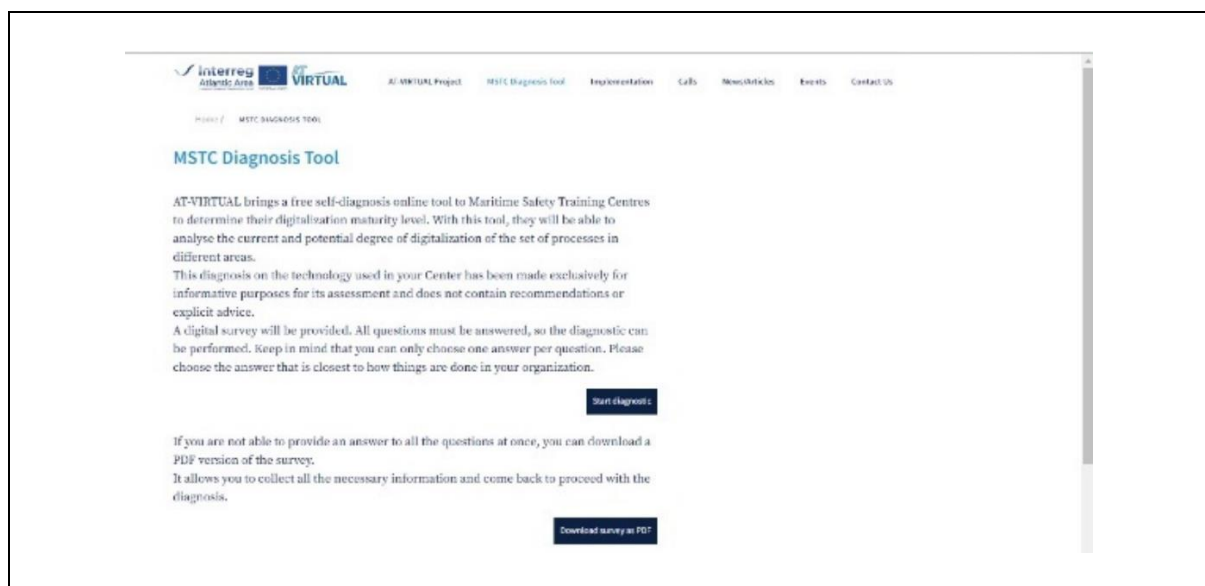 Interreg
Atlantic Area
AT
VIRTUAL
AT-VIRTUAL Project MSTC Diagnosis Tool Implementation Calls News/Articles Events Contact Us
Home / MSTC DIAGNOSIS TOOL
MSTC Diagnosis Tool
AT-VIRTUAL brings a free self-diagnosis online tool to Maritime Safety Training Centres
to determine their digitalization maturity level. With this tool, they will be able to
analyse the current and potential degree of digitalization of the set of processes in
different areas.
This diagnosis on the technology used in your Center has been made exclusively for
informative purposes for its assessment and does not contain recommendations or
explicit advice.
A digital survey will be provided. All questions must be answered, so the diagnostic can
be performed. Keep in mind that you can only choose one answer per question. Please
choose the answer that is closest to how things are done in your organization.
Start diagnostic
If you are not able to provide an answer to all the questions at once, you can download a
PDF version of the survey.
It allows you to collect all the necessary information and come back to proceed with the
diagnosis.
Download survey as PDF